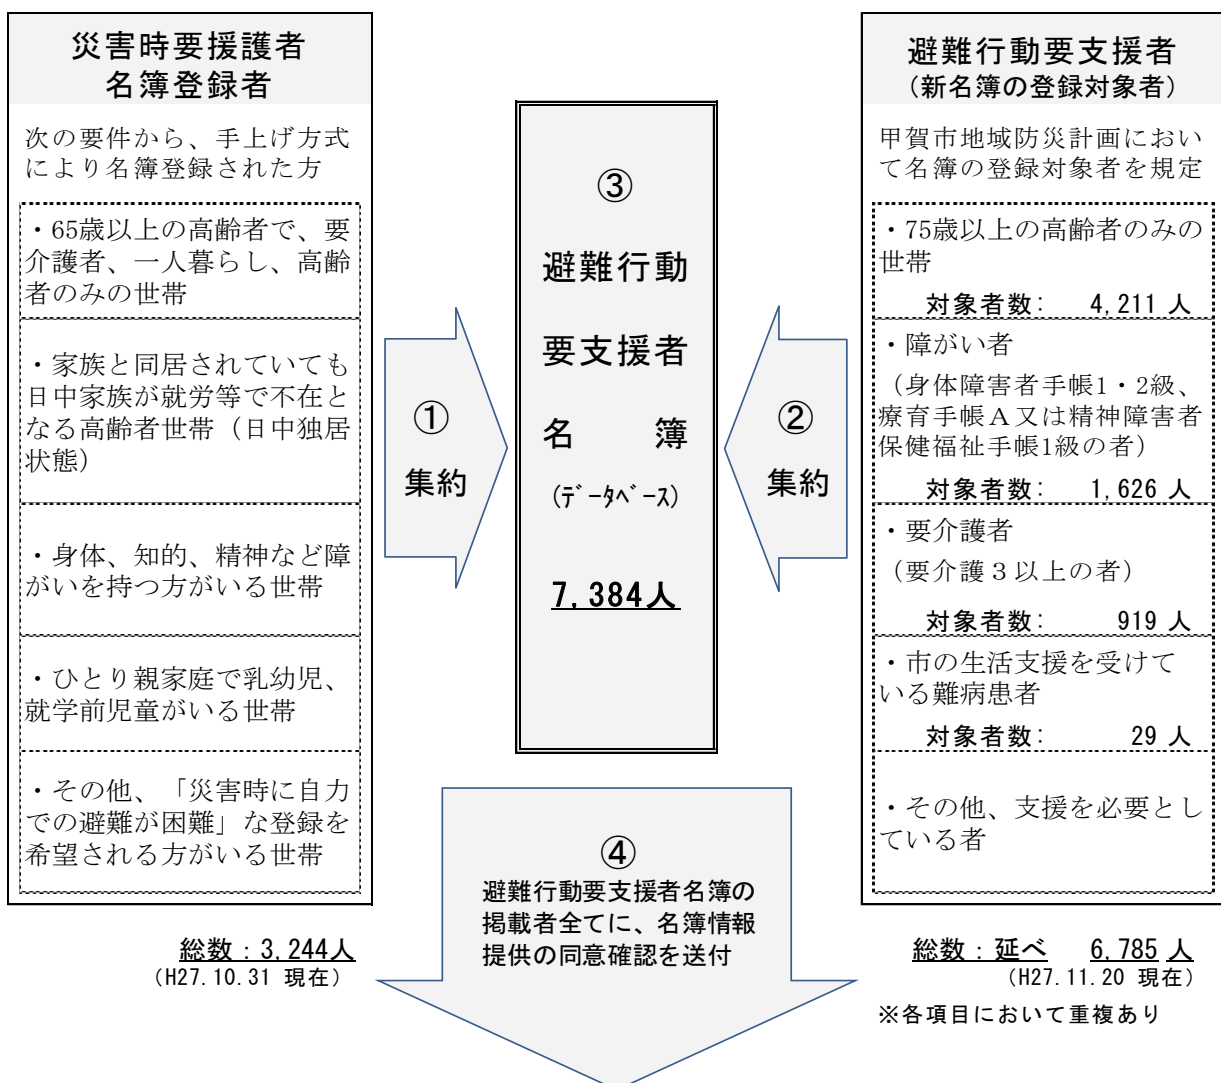 災害時要援護者
名簿登録者
次の要件から、手上げ方式
により名簿登録された方
・65歳以上の高齢者で、要
介護者、一人暮らし、高齢
者のみの世帯
・家族と同居されていても
日中家族が就労等で不在と
なる高齢者世帯（日中独居
状態）
・身体、知的、精神など障
がいを持つ方がいる世帯
・ひとり親家庭で乳幼児、
就学前児童がいる世帯
・その他、「災害時に自力
での避難が困難」な登録を
希望される方がいる世帯
総数：3,244人
（H27.10.31 現在）
①
集約
③
避難行動
要支援者
名　簿
（ﾃﾞｰﾀﾍﾞｰｽ）
7,384人
②
集約
避難行動要支援者
（新名簿の登録対象者）
甲賀市地域防災計画におい
て名簿の登録対象者を規定
・75歳以上の高齢者のみの
世帯
対象者数: 4,211 人
・障がい者
（身体障害者手帳1・2級、
療育手帳Ａ又は精神障害者
保健福祉手帳1級の者）
対象者数: 1,626 人
・要介護者
（要介護３以上の者）
対象者数: 919 人
・市の生活支援を受けて
いる難病患者
対象者数: 29 人
・その他、支援を必要とし
ている者
総数：延べ 6,785 人
（H27.11.20 現在）
※各項目において重複あり
④
避難行動要支援者名簿の
掲載者全てに、名簿情報
提供の同意確認を送付